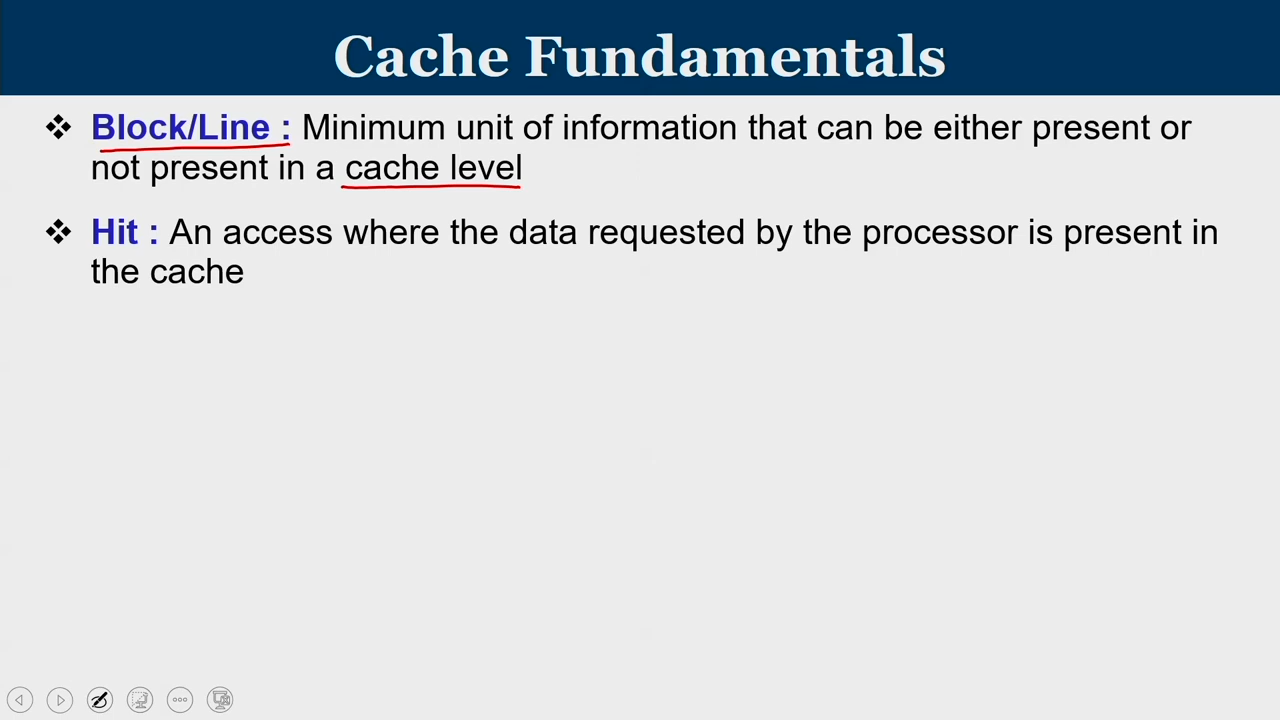 Cache Fundamentals
❖ Block/Line : Minimum unit of information that can be either present or
not present in a cache level
❖ Hit : An access where the data requested by the processor is present in
the cache